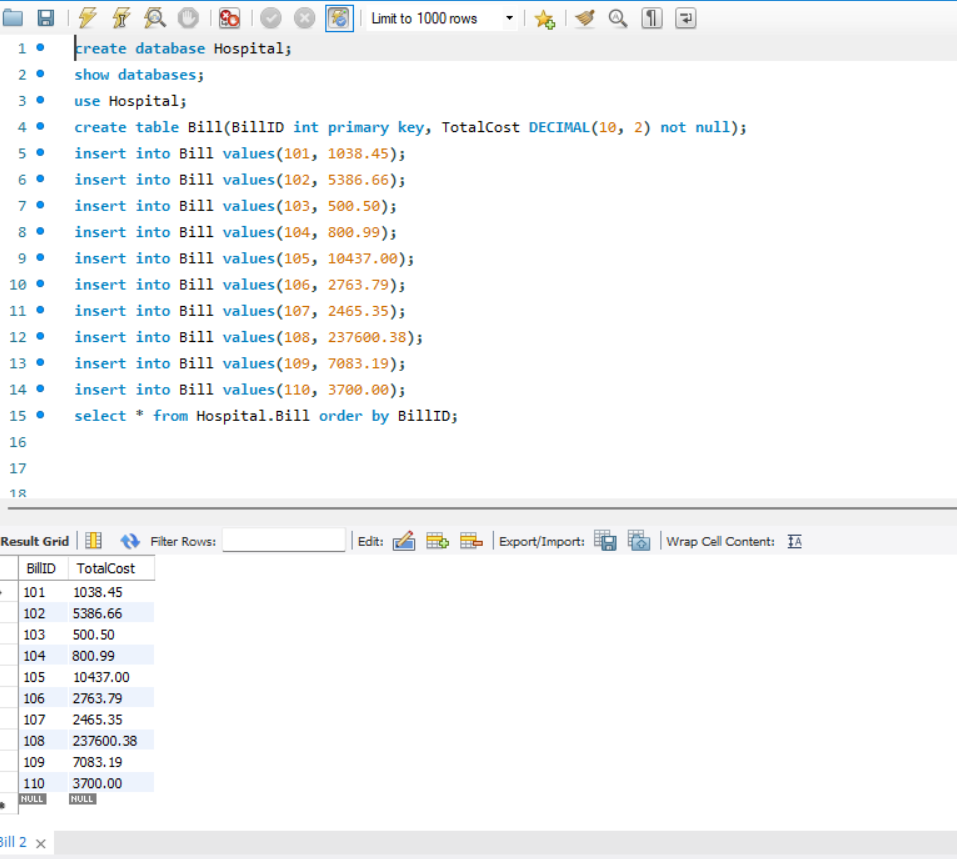 Limit to 1000 rows
1 create database Hospital;
2 show databases;
3 use Hospital;
4 create table Bill(BillID int primary key, TotalCost DECIMAL(10, 2) not null);
5 insert into Bill values(101, 1038.45);
6 insert into Bill values(102, 5386.66);
7 insert into Bill values(103, 500.50);
8 insert into Bill values(104, 800.99);
9 insert into Bill values(105, 10437.00);
10 insert into Bill values(106, 2763.79);
11 insert into Bill values(107, 2465.35);
12 insert into Bill values(108, 237600.38);
13 insert into Bill values(109, 7083.19);
14 insert into Bill values(110, 3700.00);
15 select * from Hospital.Bill order by BillID;
16
17
18
Result Grid Filter Rows: Edit: Export/Import: Wrap Cell Content: IA
BillID TotalCost
101 1038.45
102 5386.66
103 500.50
104 800.99
105 10437.00
106 2763.79
107 2465.35
108 237600.38
109 7083.19
110 3700.00
NULL NULL
Bill 2 ×